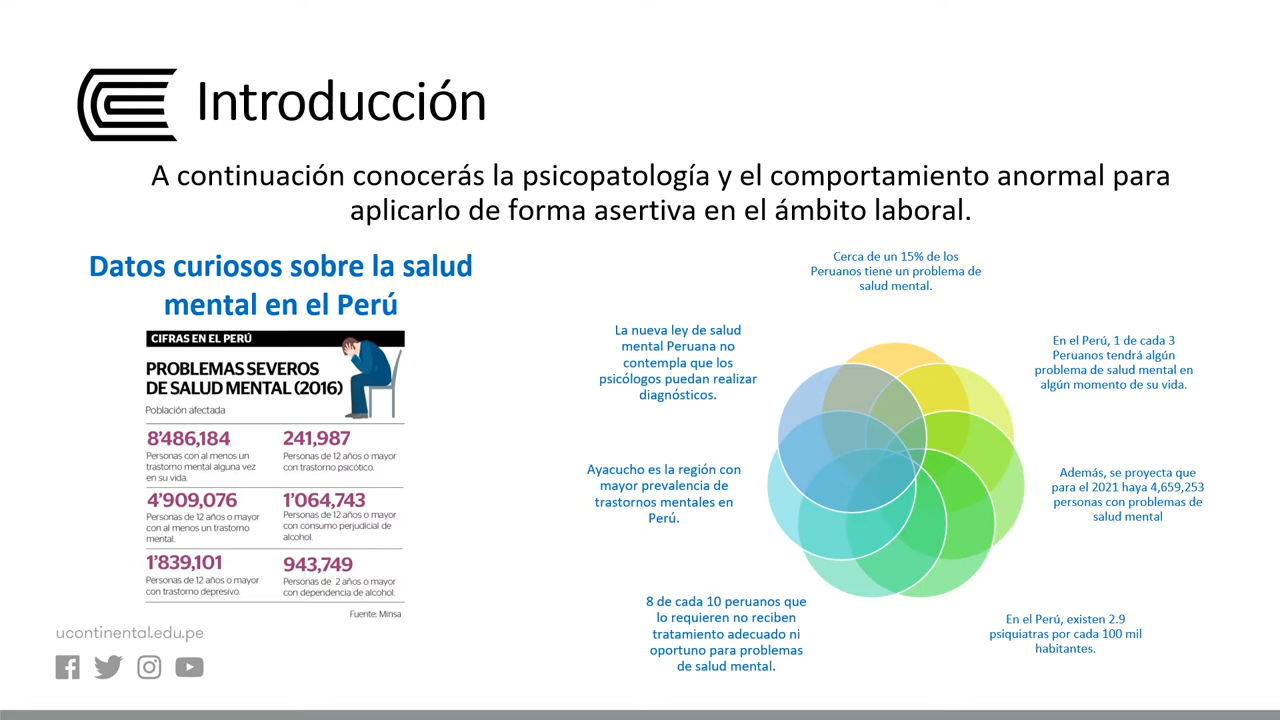 Introducción
A continuación conocerás la psicopatología y el comportamiento anormal para
aplicarlo de forma asertiva en el ámbito laboral.
Datos curiosos sobre la salud
mental en el Perú
CIFRAS EN EL PERÚ
PROBLEMAS SEVEROS
DE SALUD MENTAL (2016)
Población afectada
8'486,184
Personas con al menos un
trastorno mental alguna vez
en su vida.
241,987
Personas de 12 años o mayor
con trastorno psicótico.
4'909,076
Personas de 12 años o mayor
con al menos un trastorno
mental.
1'064,743
Personas de 12 años o mayor
con consumo perjudicial de
alcohol.
1'839,101
Personas de 12 años o mayor
con trastorno depresivo.
943,749
Personas de 2 años o mayor
con dependencia de alcohol.
Fuente: Minsa
Cerca de un 15% de los
Peruanos tiene un problema de
salud mental.
En el Perú, 1 de cada 3
Peruanos tendrá algún
problema de salud mental en
algún momento de su vida.
Además, se proyecta que
para el 2021 haya 4,659,253
personas con problemas de
salud mental
En el Perú, existen 2.9
psiquiatras por cada 100 mil
habitantes.
8 de cada 10 peruanos que
lo requieren no reciben
tratamiento adecuado ni
oportuno para problemas
de salud mental.
Ayacucho es la región con
mayor prevalencia de
trastornos mentales en
Perú.
La nueva ley de salud
mental Peruana no
contempla que los
psicólogos puedan realizar
diagnósticos.
ucontinental.edu.pe